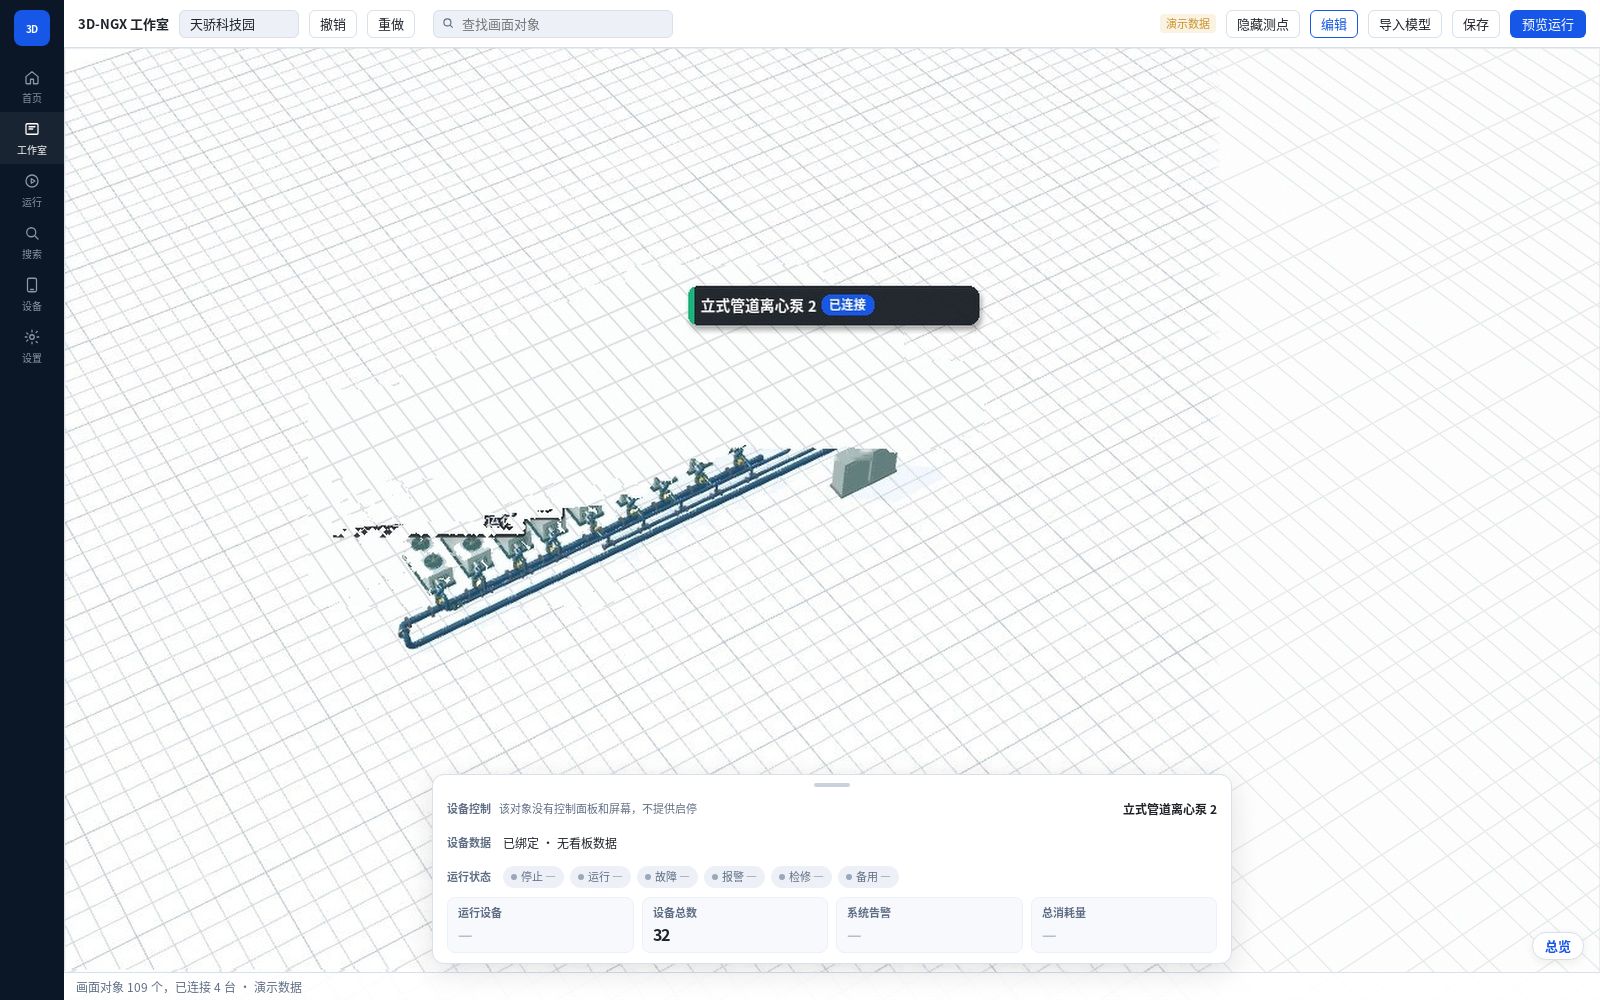 3D
3D-NGX 工作室
天骄科技园
撤销
重做
查找画面对象
演示数据
隐藏测点
编辑
导入模型
保存
预览运行
首页
工作室
运行
搜索
设备
设置
立式管道离心泵 2 已连接
设备控制 该对象没有控制面板和屏幕，不提供启停
立式管道离心泵 2
设备数据 已绑定 · 无看板数据
运行状态 停止 — 运行 — 故障 — 报警 — 检修 — 备用 —
运行设备
—
设备总数
32
系统告警
—
总消耗量
—
总览
画面对象 109 个，已连接 4 台 · 演示数据